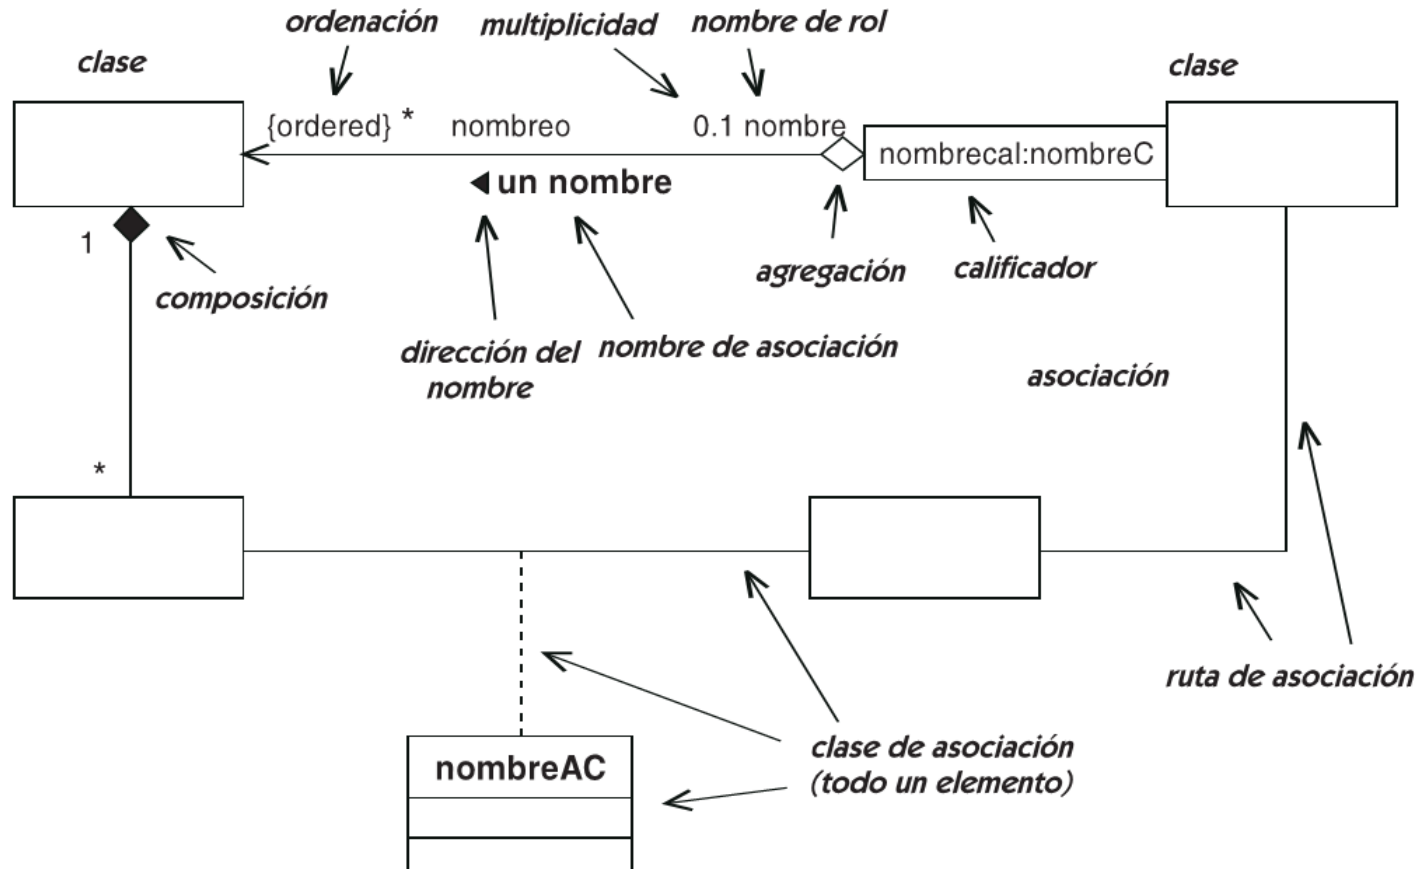 ordenación
multiplicidad
nombre de rol
clase
clase
{ordered} *
nombreo
0.1 nombre
nombrecal:nombreC
un nombre
1
composición
agregación
calificador
dirección del
nombre
nombre de asociación
asociación
*
ruta de asociación
clase de asociación
(todo un elemento)
nombreAC